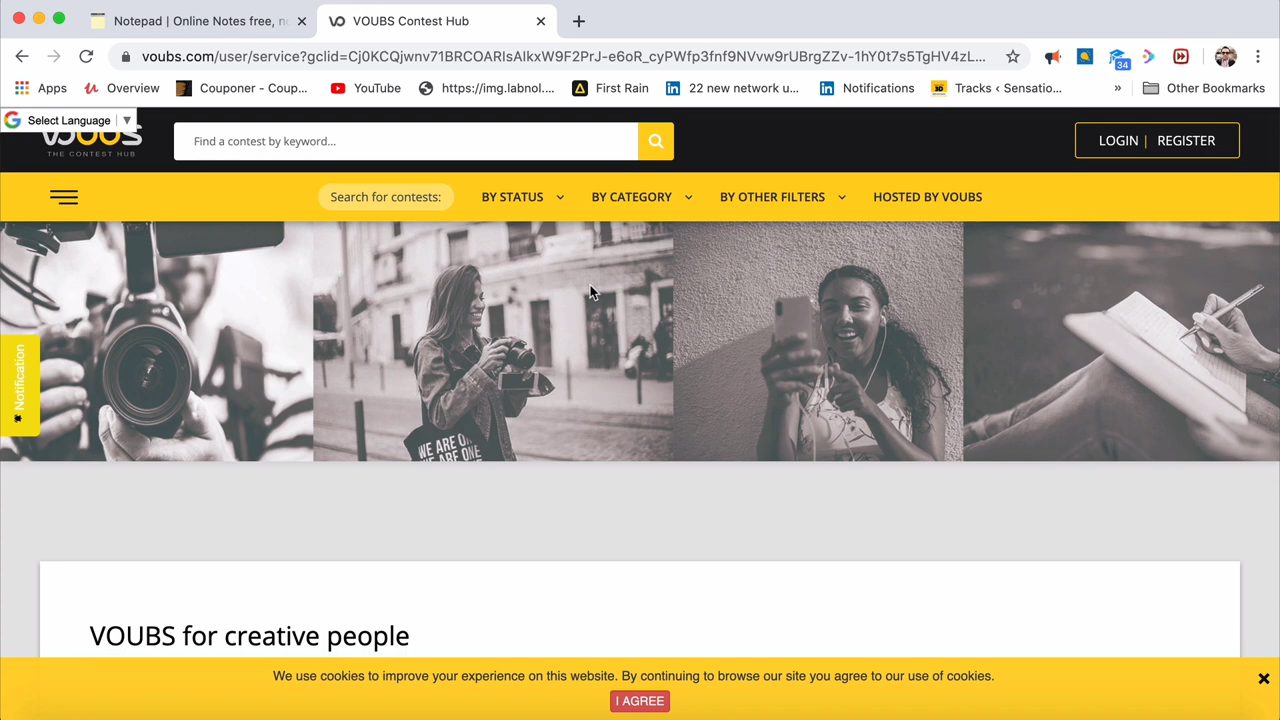 Notepad | Online Notes free, n
VOUBS Contest Hub
voubs.com/user/service?gclid=Cj0KCQjwnv71BRCOARIsAIkxW9F2PrJ-e6oR_cyPWfp3fnf9NVvw9rUBrgZZv-1hY0t7s5TgHV4zL...
34
Apps
Overview
Couponer - Coup...
YouTube
https://img.labnol....
First Rain
22 new network u...
Notifications
Tracks ‹ Sensatio...
»
Other Bookmarks
Select Language
VOUBS
THE CONTEST HUB
Find a contest by keyword...
LOGIN | REGISTER
Search for contests:
BY STATUS
BY CATEGORY
BY OTHER FILTERS
HOSTED BY VOUBS
WE ARE ON
WE ARE ONE
Notification
VOUBS for creative people
We use cookies to improve your experience on this website. By continuing to browse our site you agree to our use of cookies.
I AGREE